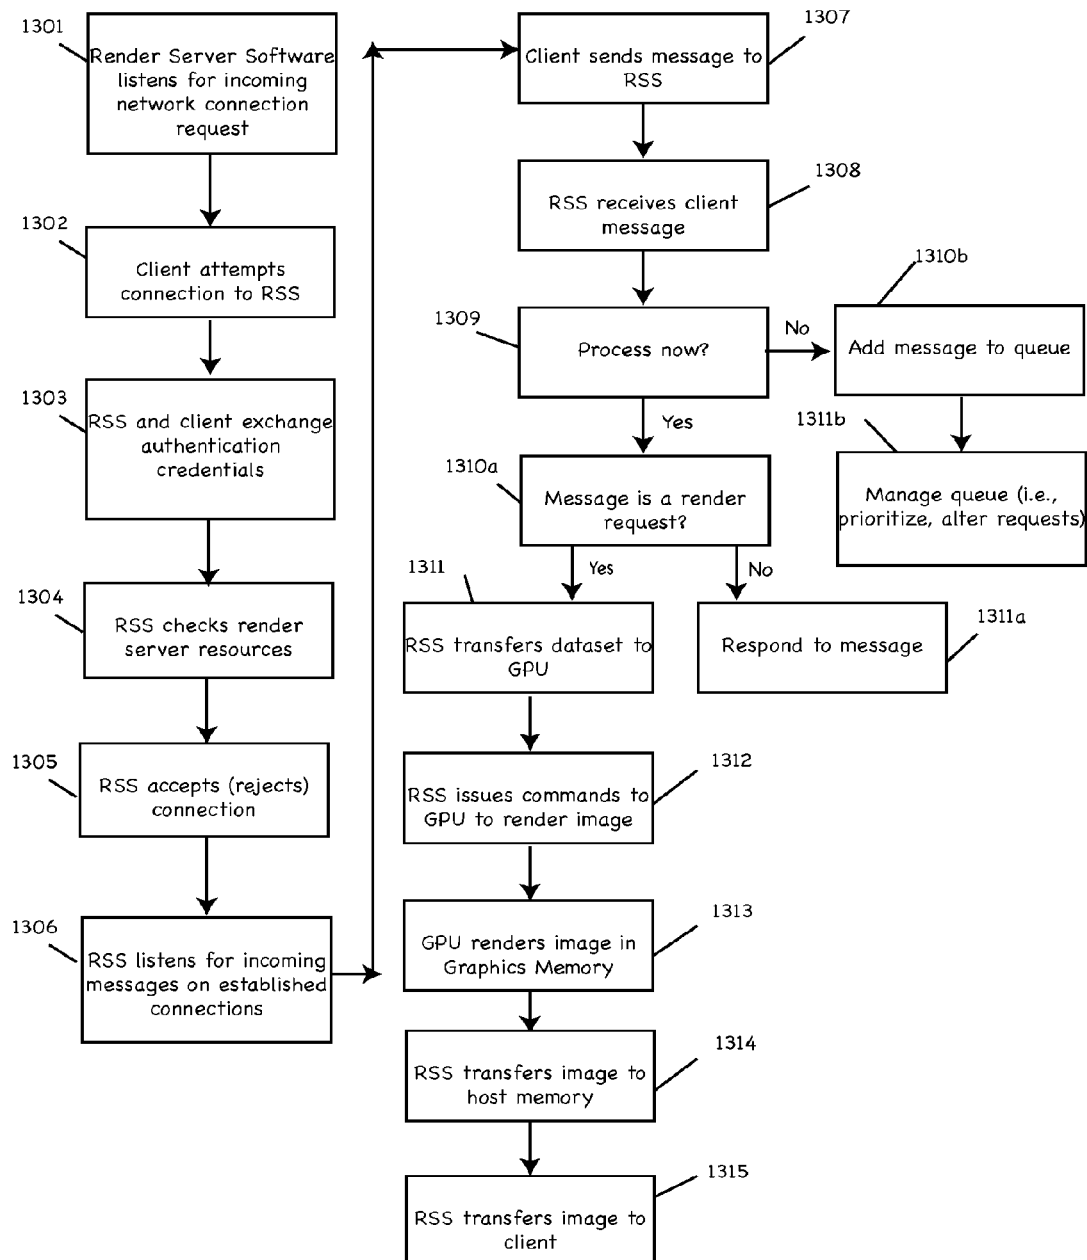 1301
Render Server Software
listens for incoming
network connection
request
1302
Client attempts
connection to RSS
1303
RSS and client exchange
authentication
credentials
1304
RSS checks render
server resources
1305
RSS accepts (rejects)
connection
1306
RSS listens for incoming
messages on established
connections
1307
Client sends message to
RSS
1308
RSS receives client
message
1309
Process now?
No
Yes
1310b
Add message to queue
1311b
Manage queue (i.e.,
prioritize, alter requests)
1310a
Message is a render
request?
Yes
No
1311
RSS transfers dataset to
GPU
1311a
Respond to message
1312
RSS issues commands to
GPU to render image
1313
GPU renders image in
Graphics Memory
1314
RSS transfers image to
host memory
1315
RSS transfers image to
client